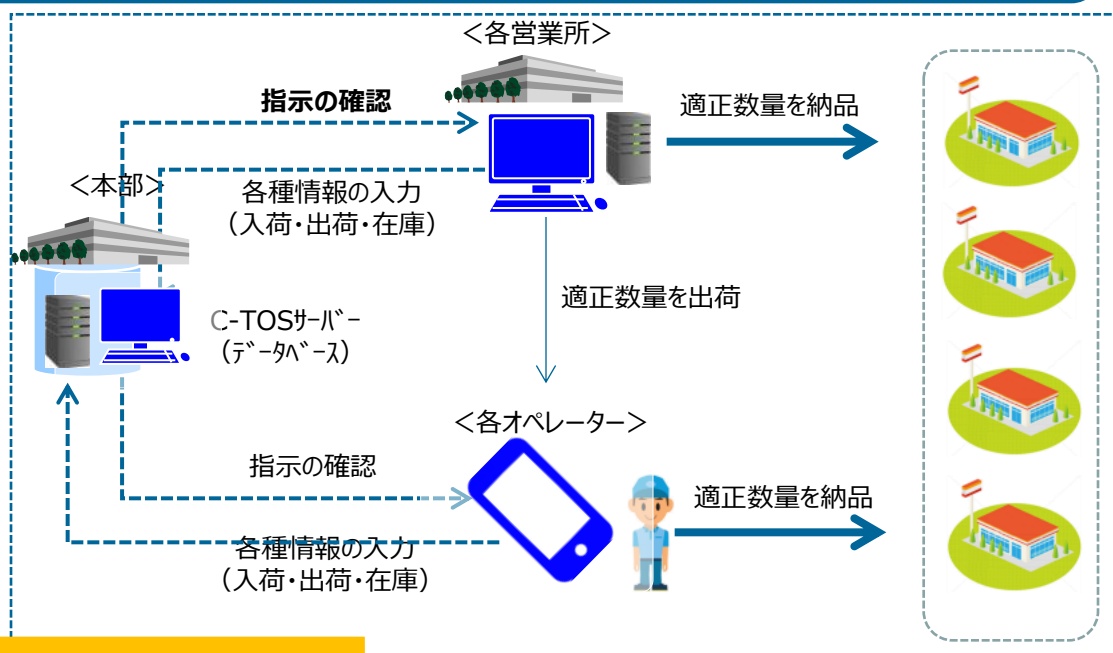 ＜各営業所＞
指示の確認
適正数量を納品
＜本部＞
各種情報の入力
（入荷・出荷・在庫）
C-TOSｻｰﾊﾞｰ
（ﾃﾞｰﾀﾍﾞｰｽ）
適正数量を出荷
＜各オペレーター＞
指示の確認
適正数量を納品
各種情報の入力
（入荷・出荷・在庫）